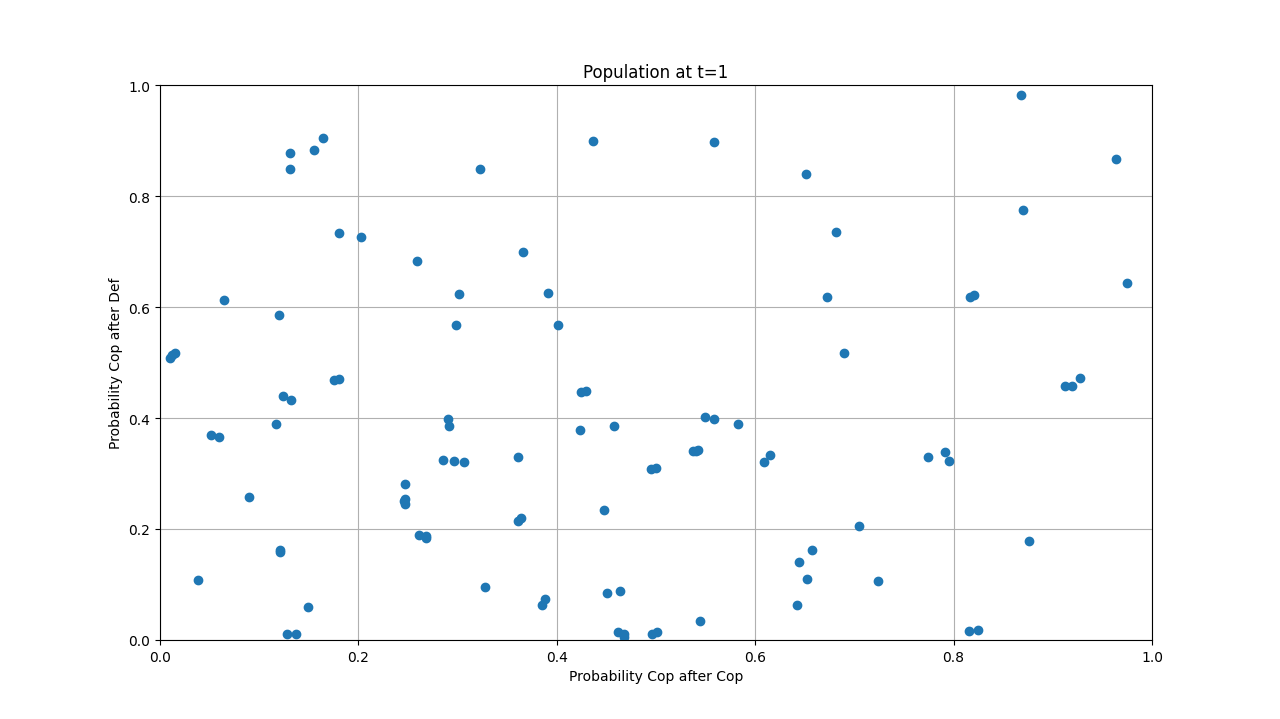 Population at t=1
Probability Cop after Def
1.0
0.8
0.6
0.4
0.2
0.0
0.0 0.2 0.4 0.6 0.8 1.0
Probability Cop after Cop